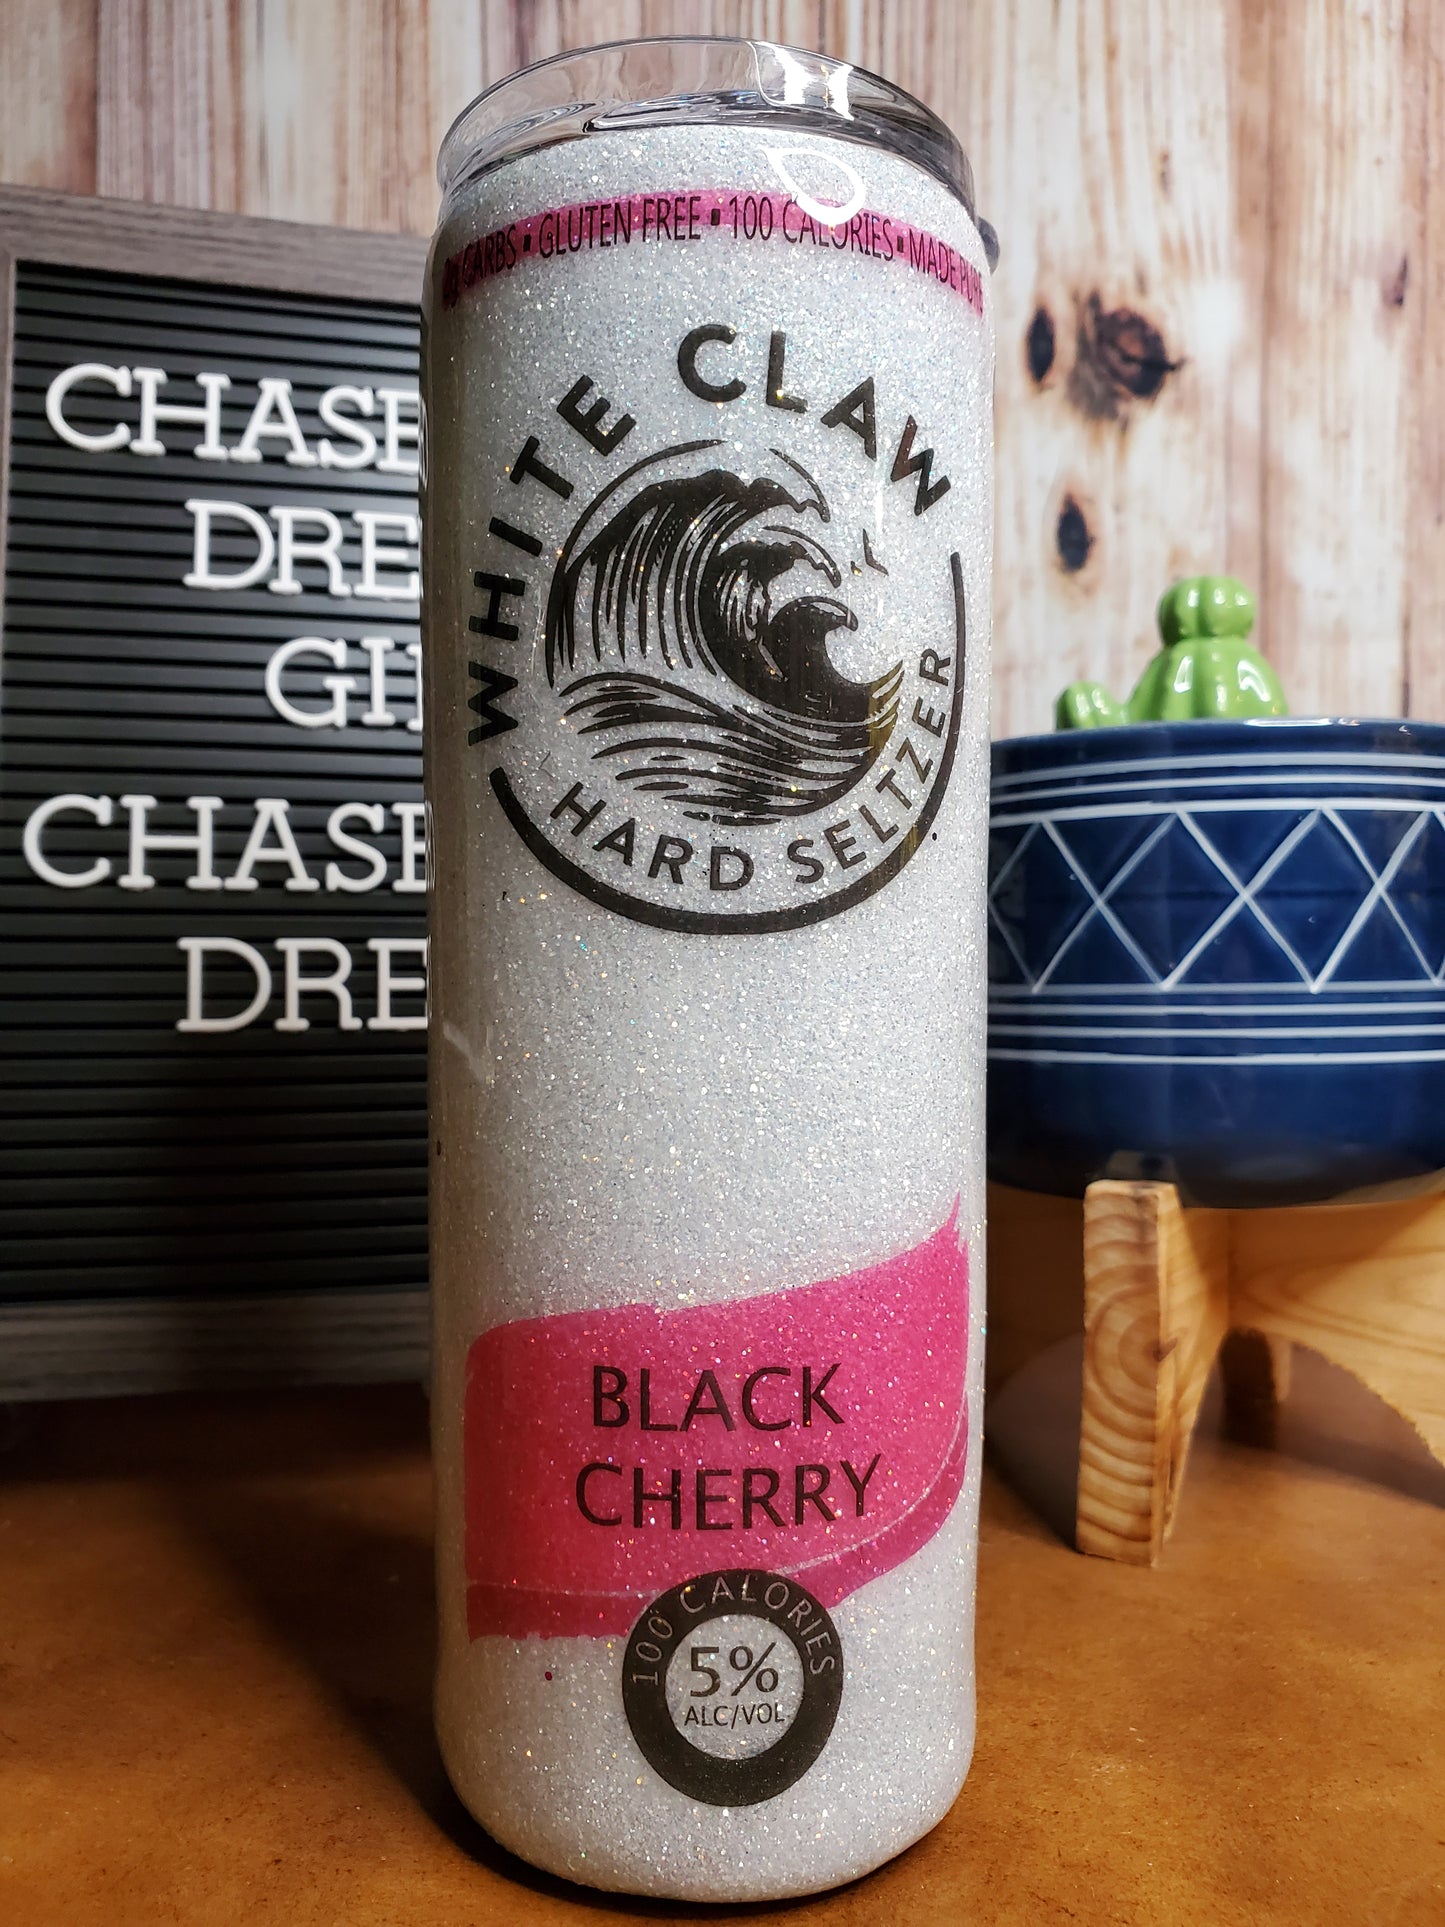 CARBS ▪ GLUTEN FREE ▪ 100 CALORIES ▪ MADE
WHITE CLAW
HARD SELTZER
CHASE
DRE
GI
CHASE
DRE
BLACK
CHERRY
100 CALORIES
5%
ALC/VOL